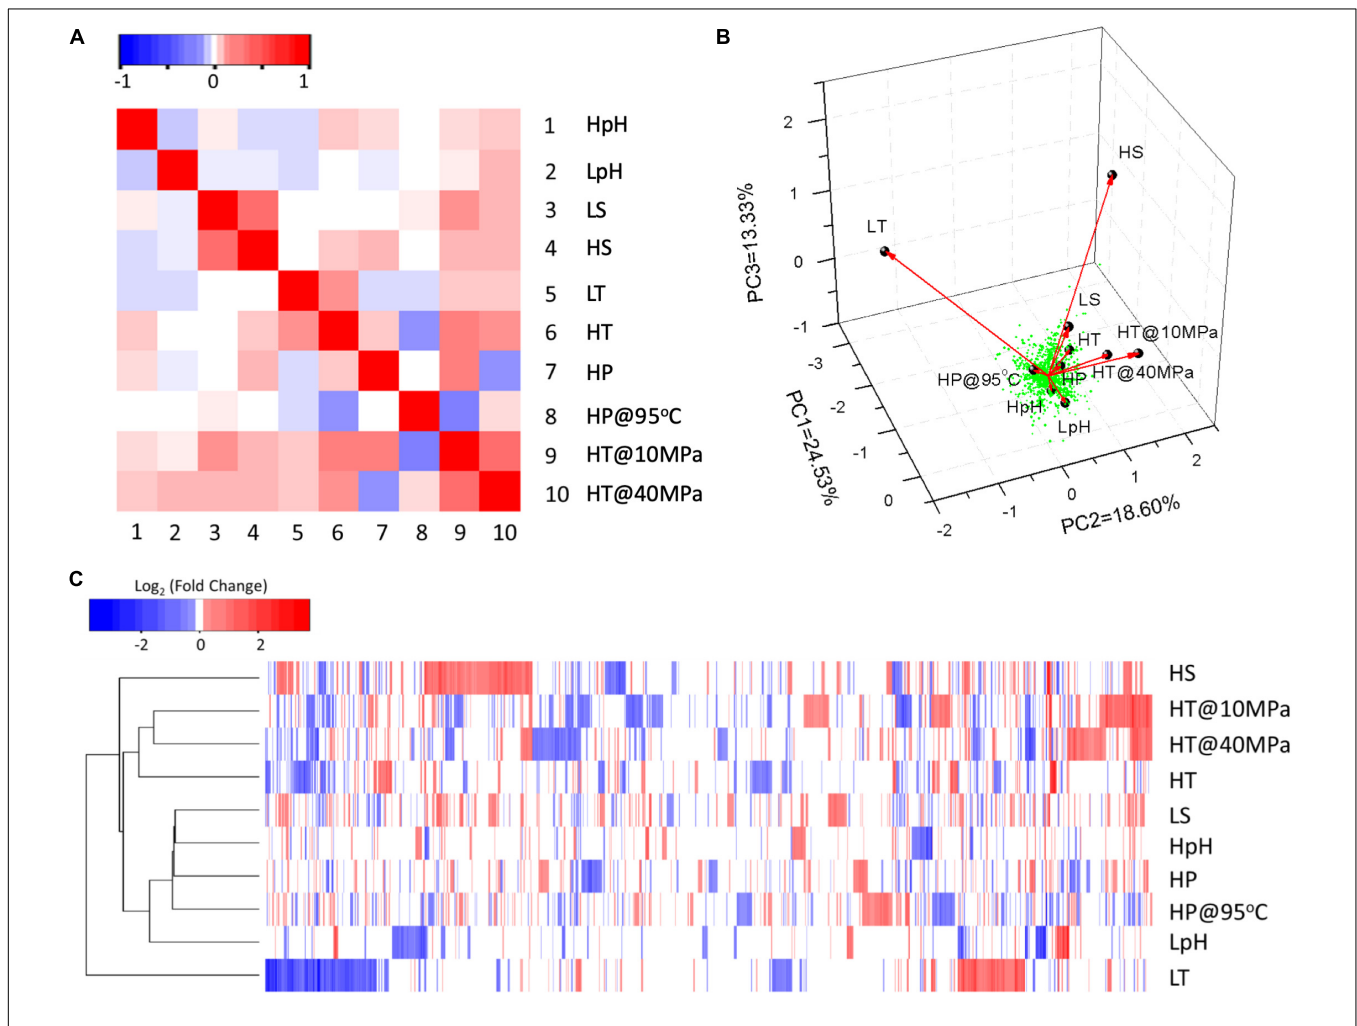 A
-1 0 1
1 HpH
2 LpH
3 LS
4 HS
5 LT
6 HT
7 HP
8 HP@95°C
9 HT@10MPa
10 HT@40MPa
1 2 3 4 5 6 7 8 9 10
B
PC3=13.33%
2
1
0
-1
-3
-2
-1
0
PC1=24.53%
-2
-1
0
1
2
PC2=18.60%
HS
LT
LS
HT
HT@10MPa
HP@95°C
HP
HT@40MPa
HpH
LpH
C
Log₂ (Fold Change)
-2 0 2
HS
HT@10MPa
HT@40MPa
HT
LS
HpH
HP
HP@95°C
LpH
LT